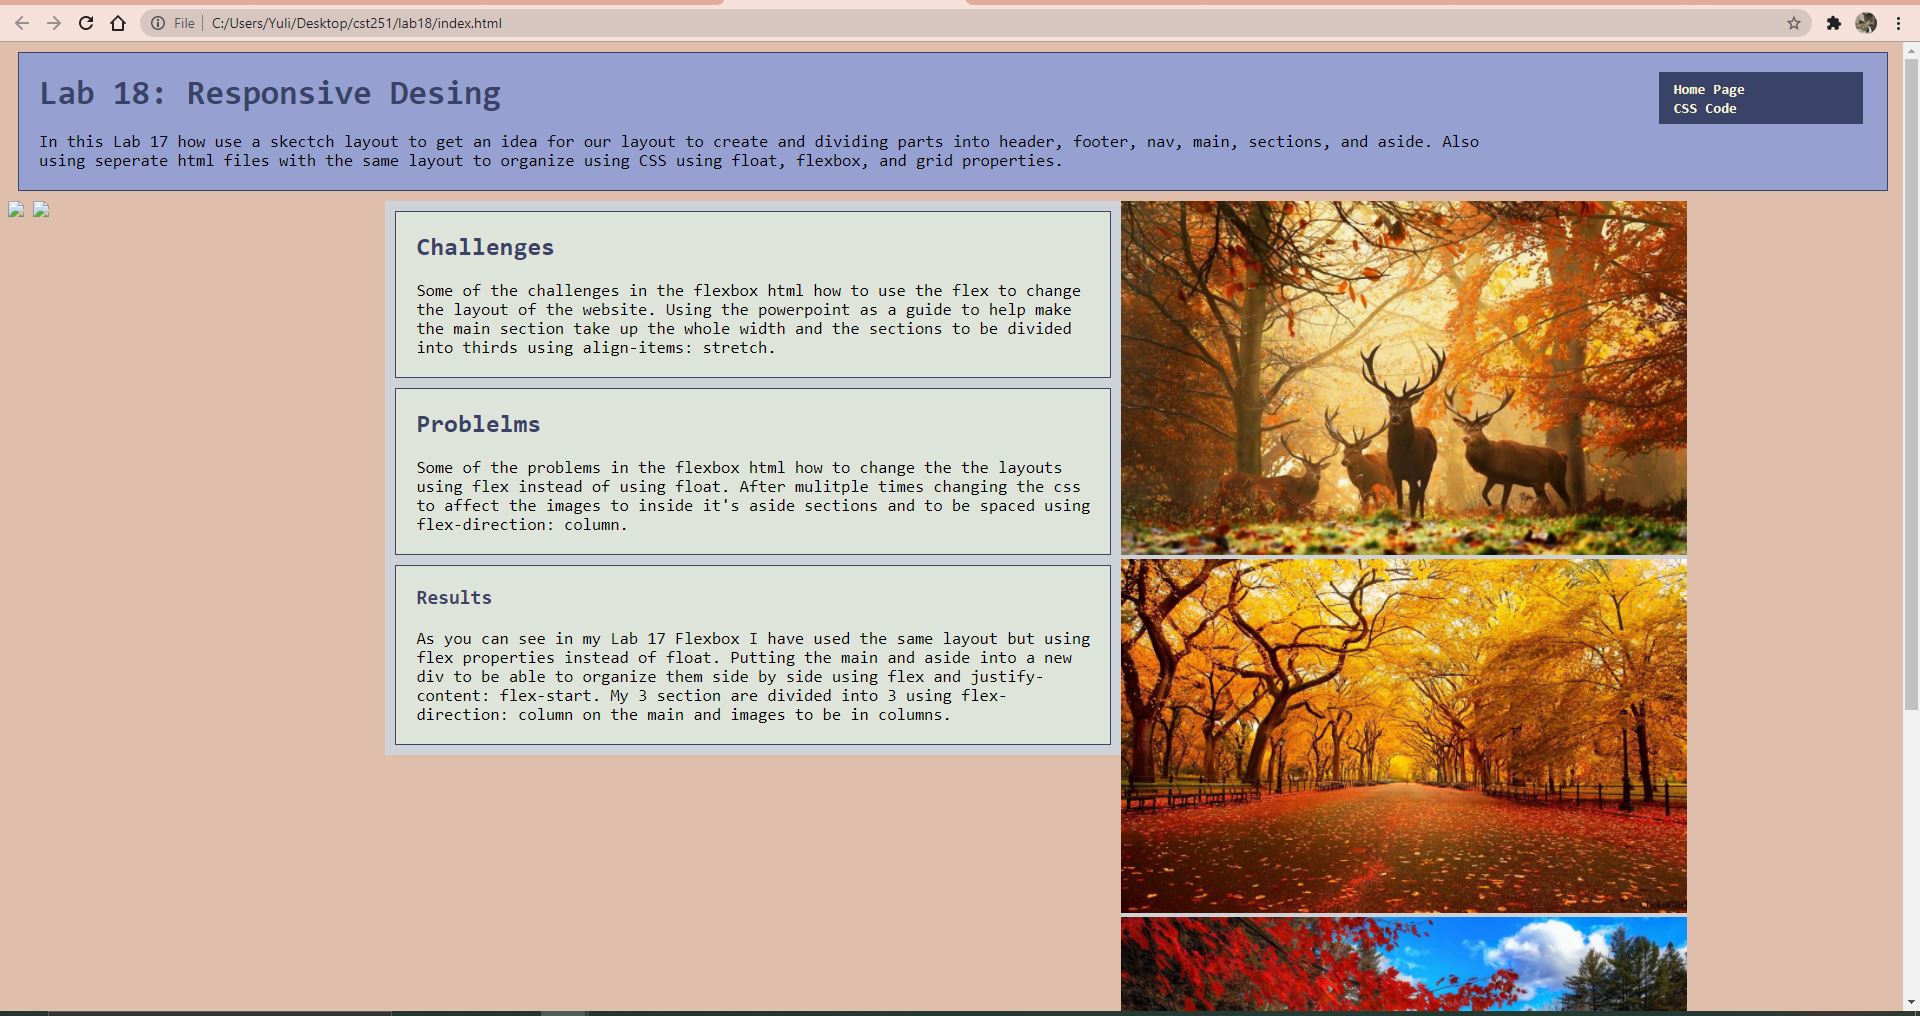 File
C:/Users/Yuli/Desktop/cst251/lab18/index.html
Lab 18: Responsive Desing
Home Page
CSS Code
In this Lab 17 how use a skectch layout to get an idea for our layout to create and dividing parts into header, footer, nav, main, sections, and aside. Also
using seperate html files with the same layout to organize using CSS using float, flexbox, and grid properties.
Challenges
Some of the challenges in the flexbox html how to use the flex to change
the layout of the website. Using the powerpoint as a guide to help make
the main section take up the whole width and the sections to be divided
into thirds using align-items: stretch.
Problelms
Some of the problems in the flexbox html how to change the the layouts
using flex instead of using float. After mulitple times changing the css
to affect the images to inside it's aside sections and to be spaced using
flex-direction: column.
Results
As you can see in my Lab 17 Flexbox I have used the same layout but using
flex properties instead of float. Putting the main and aside into a new
div to be able to organize them side by side using flex and justify-
content: flex-start. My 3 section are divided into 3 using flex-
direction: column on the main and images to be in columns.